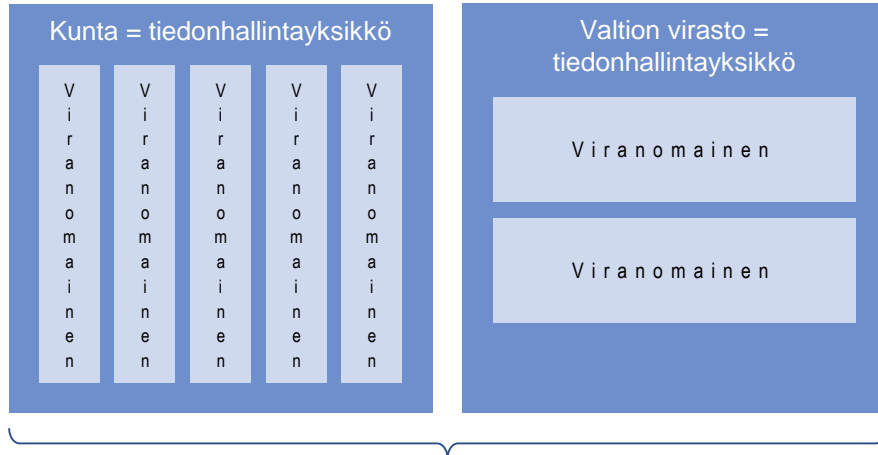 Kunta = tiedonhallintayksikkö
Viranomainen
Viranomainen
Viranomainen
Viranomainen
Viranomainen
Valtion virasto =
tiedonhallintayksikkö
Viranomainen
Viranomainen